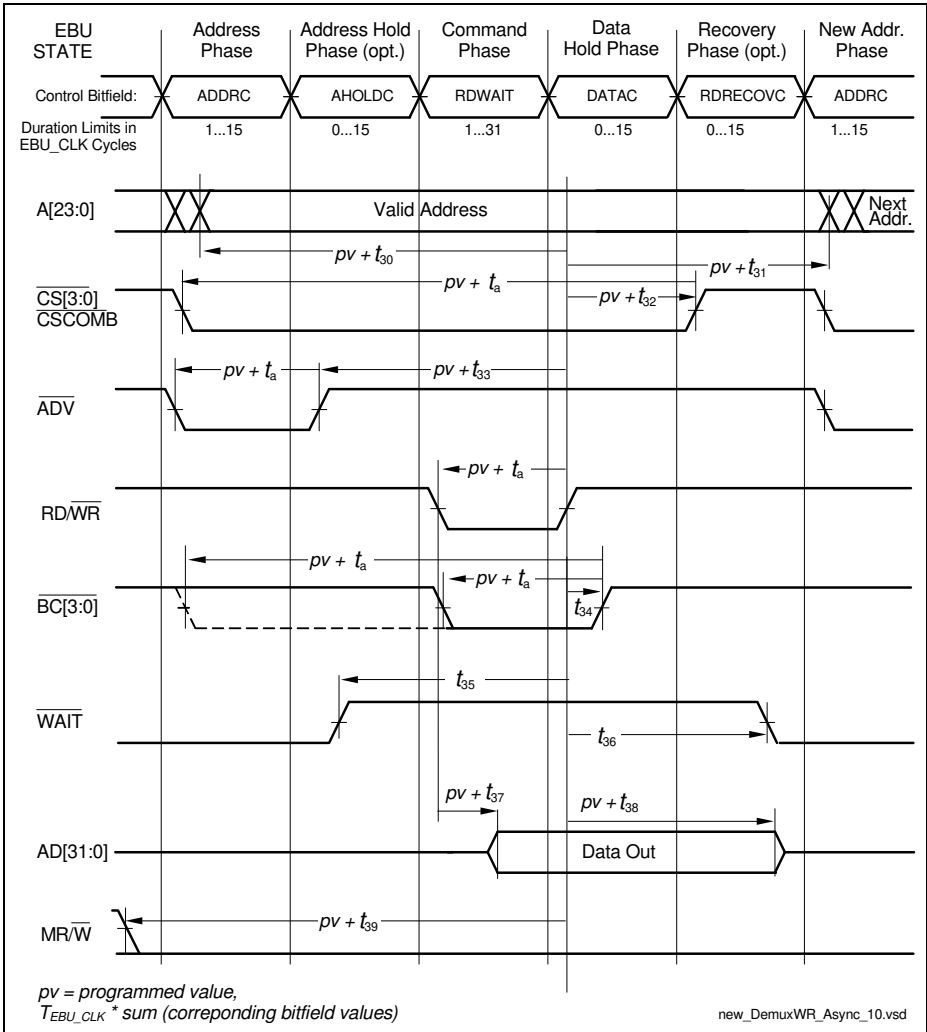 EBU STATE
Address Phase
Address Hold Phase (opt.)
Command Phase
Data Hold Phase
Recovery Phase (opt.)
New Addr. Phase
Control Bitfield:
ADDRC
AHOLDC
RDWAIT
DATAC
RDRECOVC
ADDRC
Duration Limits in EBU_CLK Cycles
1...15
0...15
1...31
0...15
0...15
1...15
A[23:0]
Valid Address
Next Addr.
pv + t30
pv + t31
pv + ta
CS[3:0]
CSCOMB
pv + t32
pv + ta
pv + t33
ADV
pv + ta
RD/WR
pv + ta
pv + ta
BC[3:0]
t34
t35
WAIT
t36
pv + t37
pv + t38
AD[31:0]
Data Out
pv + t39
MR/W
pv = programmed value,
TEBU_CLK * sum (correponding bitfield values)
new_DemuxWR_Async_10.vsd